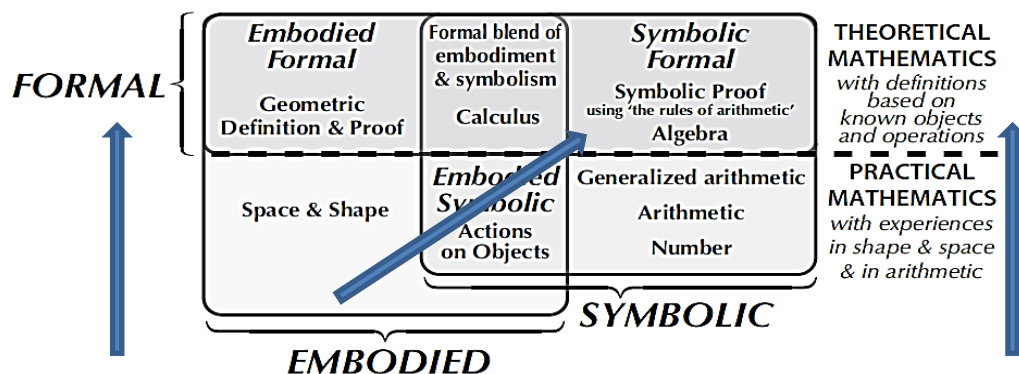 FORMAL
Embodied
Formal
Geometric
Definition & Proof
Formal blend of
embodiment
& symbolism
Calculus
Symbolic
Formal
Symbolic Proof
using ‘the rules of arithmetic’
Algebra
THEORETICAL
MATHEMATICS
with definitions
based on
known objects
and operations
Space & Shape
Embodied
Symbolic
Actions
on Objects
Generalized arithmetic
Arithmetic
Number
PRACTICAL
MATHEMATICS
with experiences
in shape & space
& in arithmetic
SYMBOLIC
EMBODIED